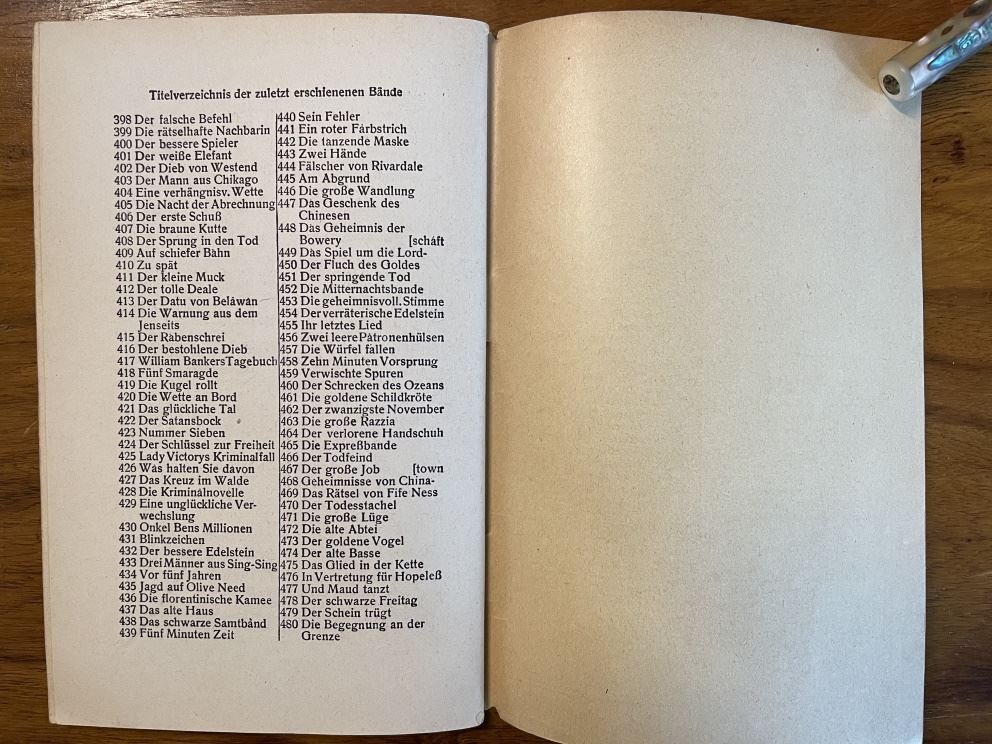 Titelverzeichnis der zuletzt erschienenen Bände
398 Der falsche Befehl
399 Die rätselhafte Nachbarin
400 Der bessere Spieler
401 Der weiße Elefant
402 Der Dieb von Westend
403 Der Mann aus Chikago
404 Eine verhängnisv. Wette
405 Die Nacht der Abrechnung
406 Der erste Schuß
407 Die braune Kutte
408 Der Sprung in den Tod
409 Auf schiefer Bahn
410 Zu spät
411 Der kleine Muck
412 Der tolle Deale
413 Der Datu von Belawan
414 Die Warnung aus dem
Jenseits
415 Der Rabenschrei
416 Der bestohlene Dieb
417 William Bankers Tagebuch
418 Fünf Smaragde
419 Die Kugel rollt
420 Die Wette an Bord
421 Das glückliche Tal
422 Der Satansbock
423 Nummer Sieben
424 Der Schlüssel zur Freiheit
425 Lady Victorys Kriminalfall
426 Was halten Sie davon
427 Das Kreuz im Walde
428 Die Kriminalnovelle
429 Eine unglückliche Ver-
wechslung
430 Onkel Bens Millionen
431 Blinkzeichen
432 Der bessere Edelstein
433 Drei Männer aus Sing-Sing
434 Vor fünf Jahren
435 Jagd auf Olive Need
436 Die florentinische Kamee
437 Das alte Haus
438 Das schwarze Samtband
439 Fünf Minuten Zeit
440 Sein Fehler
441 Ein roter Farbstrich
442 Die tanzende Maske
443 Zwei Hände
444 Fälscher von Rivardale
445 Am Abgrund
446 Die große Wandlung
447 Das Geschenk des
Chinesen
448 Das Geheimnis der
Bowery [schaft
449 Das Spiel um die Lord-
450 Der Fluch des Goldes
451 Der springende Tod
452 Die Mitternachtsbande
453 Die geheimnisvoll. Stimme
454 Der verräterische Edelstein
455 Ihr letztes Lied
456 Zwei leere Patronenhülsen
457 Die Würfel fallen
458 Zehn Minuten Vorsprung
459 Verwischte Spuren
460 Der Schrecken des Ozeans
461 Die goldene Schildkröte
462 Der zwanzigste November
463 Die große Razzia
464 Der verlorene Handschuh
465 Die Expreßbande
466 Der Todfeind
467 Der große Job [town
468 Geheimnisse von China-
469 Das Rätsel von Fife Ness
470 Der Todesstachel
471 Die große Lüge
472 Die alte Abtei
473 Der goldene Vogel
474 Der alte Basse
475 Das Glied in der Kette
476 In Vertretung für Hopeleß
477 Und Maud tanzt
478 Der schwarze Freitag
479 Der Schein trügt
480 Die Begegnung an der
Grenze